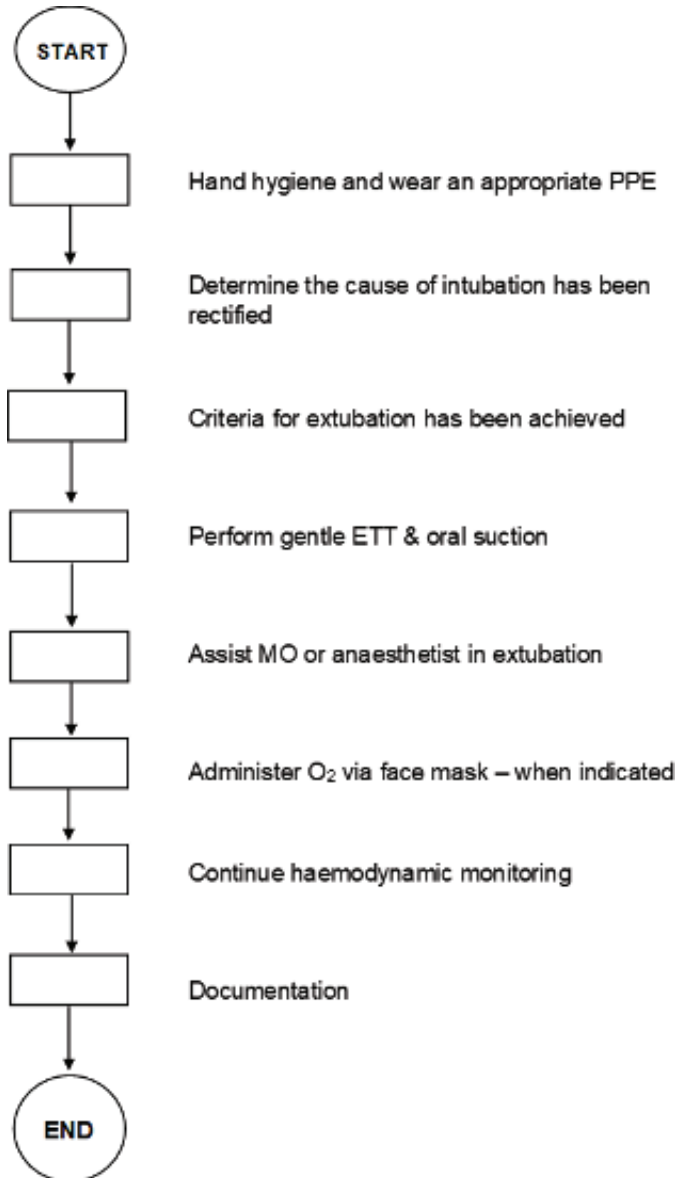 START
Hand hygiene and wear an appropriate PPE
Determine the cause of intubation has been
rectified
Criteria for extubation has been achieved
Perform gentle ETT & oral suction
Assist MO or anaesthetist in extubation
Administer O₂ via face mask – when indicated
Continue haemodynamic monitoring
Documentation
END